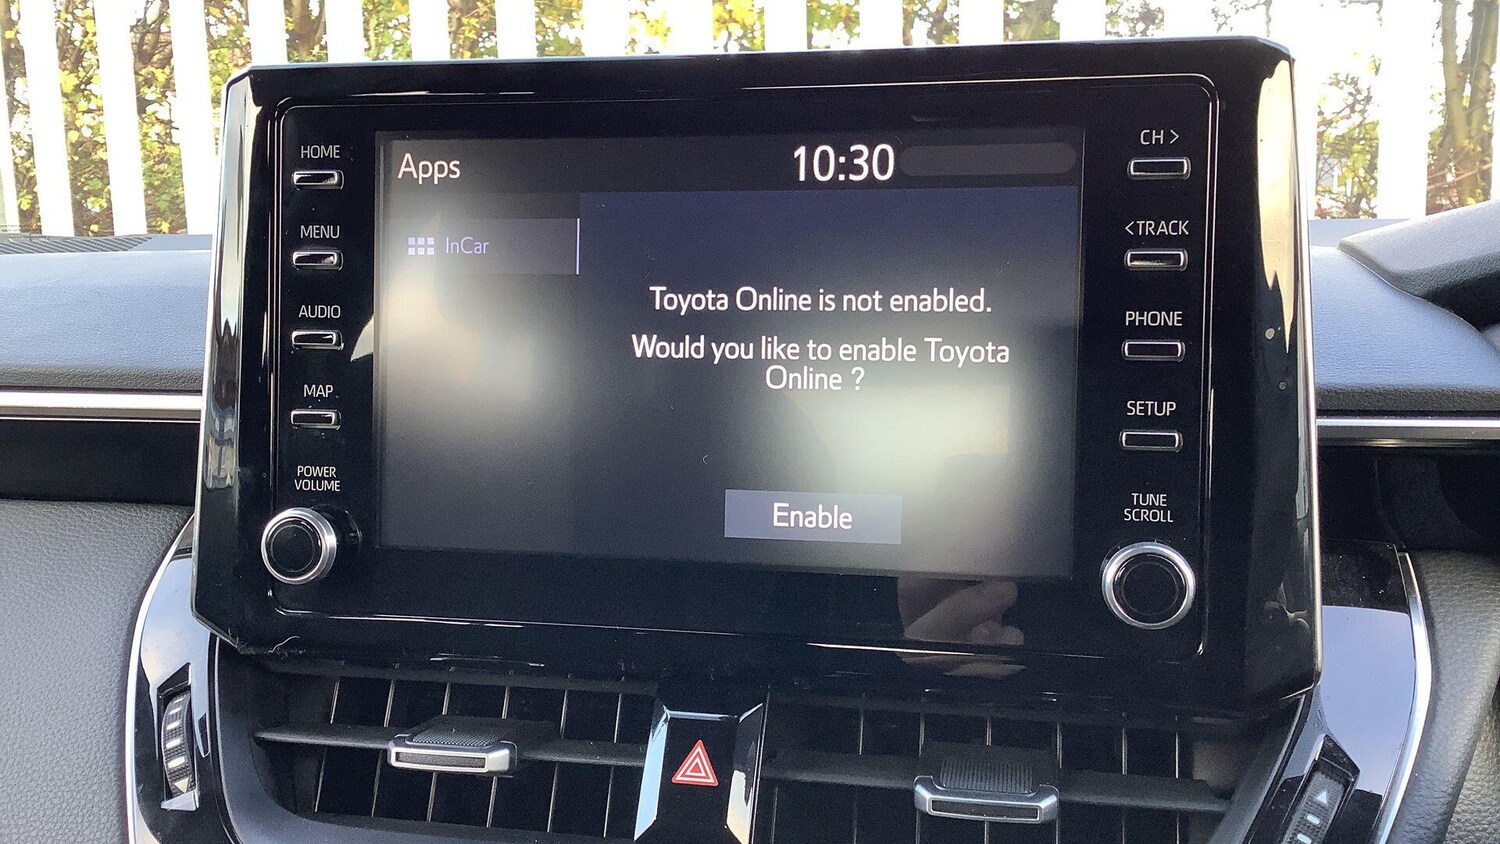 Apps
10:30
InCar
Toyota Online is not enabled.
Would you like to enable Toyota
Online ?
Enable
HOME
MENU
AUDIO
MAP
POWER
VOLUME
CH >
<TRACK
PHONE
SETUP
TUNE
SCROLL